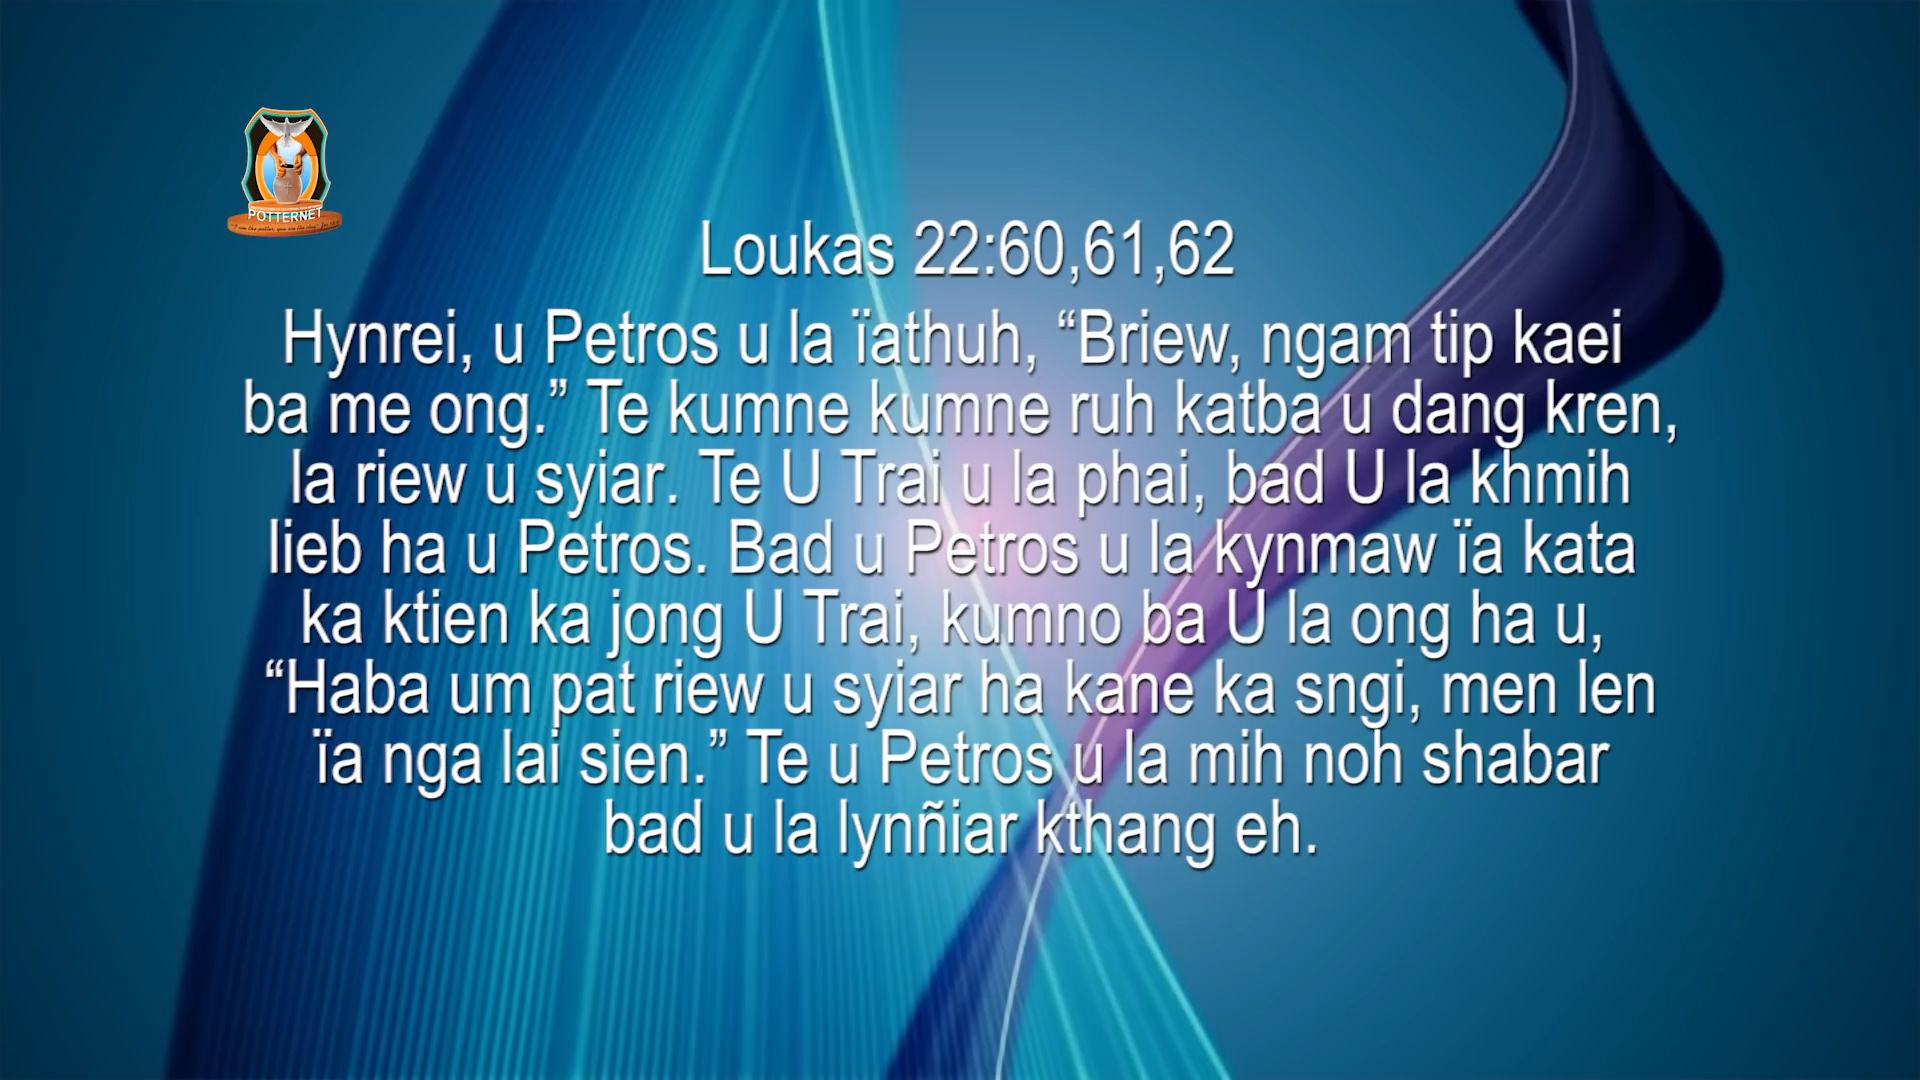 POTTERNET
Loukas 22:60,61,62
Hynrei, u Petros u la ïathuh, “Briew, ngam tip kaei
ba me ong.” Te kumne kumne ruh katba u dang kren,
la riew u syiar. Te U Trai u la phai, bad U la khmih
lieb ha u Petros. Bad u Petros u la kynmaw ïa kata
ka ktien ka jong U Trai, kumno ba U la ong ha u,
“Haba um pat riew u syiar ha kane ka sngi, men len
ïa nga lai sien.” Te u Petros u la mih noh shabar
bad u la lynñiar kthang eh.